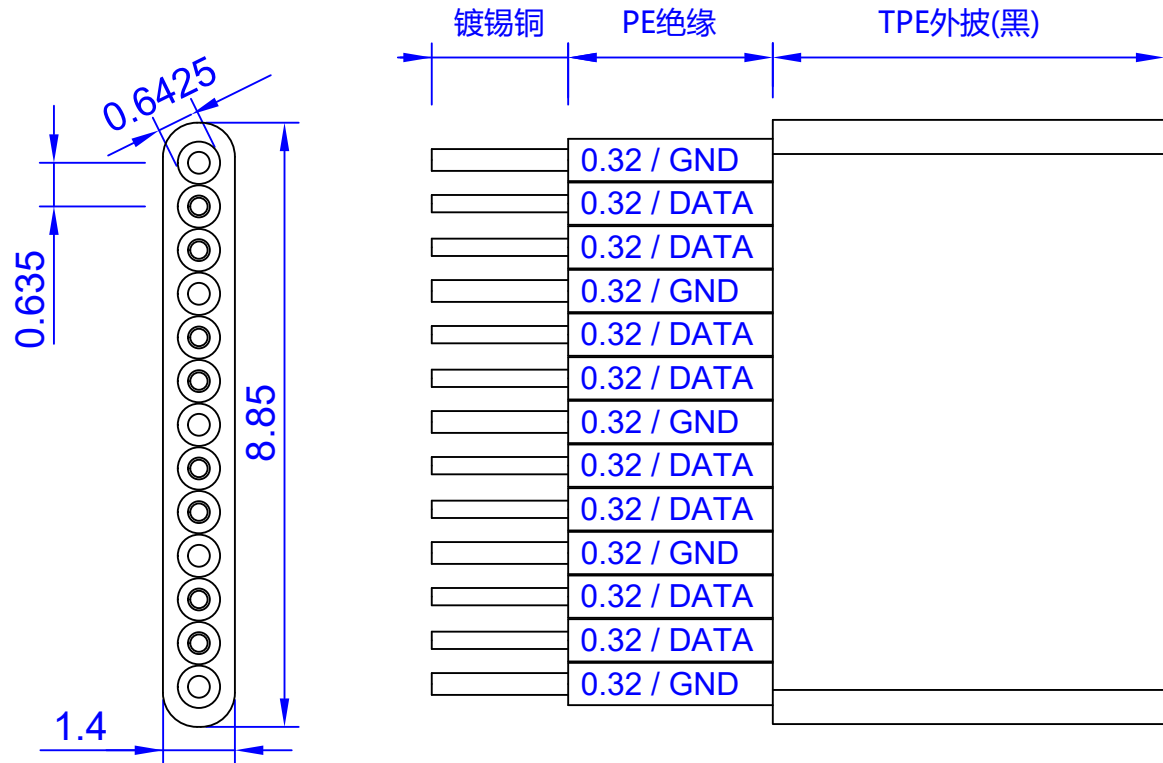 镀锡铜
PE绝缘
TPE外披(黑)
0.6425
0.635
8.85
1.4
0.32 / GND
0.32 / DATA
0.32 / DATA
0.32 / GND
0.32 / DATA
0.32 / DATA
0.32 / GND
0.32 / DATA
0.32 / DATA
0.32 / GND
0.32 / DATA
0.32 / DATA
0.32 / GND